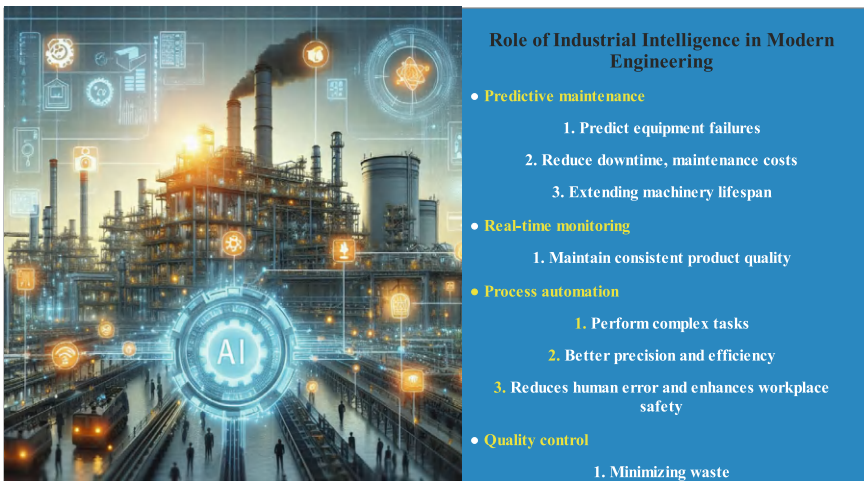 AI
Role of Industrial Intelligence in Modern
Engineering
● Predictive maintenance
1. Predict equipment failures
2. Reduce downtime, maintenance costs
3. Extending machinery lifespan
● Real-time monitoring
1. Maintain consistent product quality
● Process automation
1. Perform complex tasks
2. Better precision and efficiency
3. Reduces human error and enhances workplace
safety
● Quality control
1. Minimizing waste